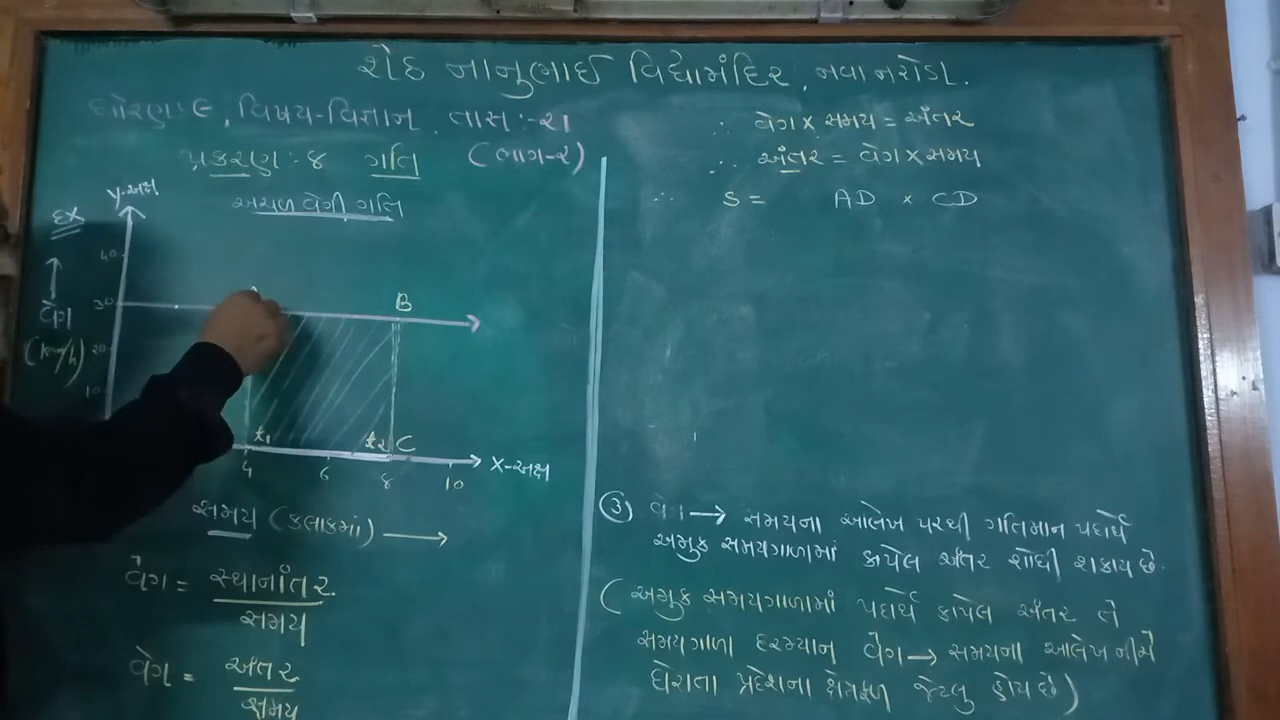 શેઠ નાનુભાઈ વિદ્યામંદિર, નવા નરોડા.
ધોરણ:-૯, વિષય-વિજ્ઞાન, તાસ:-૨૧
પ્રકરણ:-૪ ગતિ (ભાગ-૨)
અચળ વેગી ગતિ
Y-અક્ષ
EX
૪૦
૩૦
વેગ
(Km/h)
૨૦
૧૦
B
t₁
t₂ C
૪ ૬ ૮ ૧૦
X-અક્ષ
સમય (કલાકમાં)
વેગ = સ્થાનાંતર
સમય
વેગ = અંતર
સમય
∴ વેગ × સમય = અંતર
∴ અંતર = વેગ × સમય
∴ S = AD × CD
③ વેગ → સમયના આલેખ પરથી ગતિમાન પદાર્થે
અમુક સમયગાળામાં કાપેલ અંતર શોધી શકાય છે.
(અમુક સમયગાળામાં પદાર્થે કાપેલ અંતર તે
સમયગાળા દરમ્યાન વેગ → સમયના આલેખ નીચે
ઘેરાતા પ્રદેશના ક્ષેત્રફળ જેટલુ હોય છે)